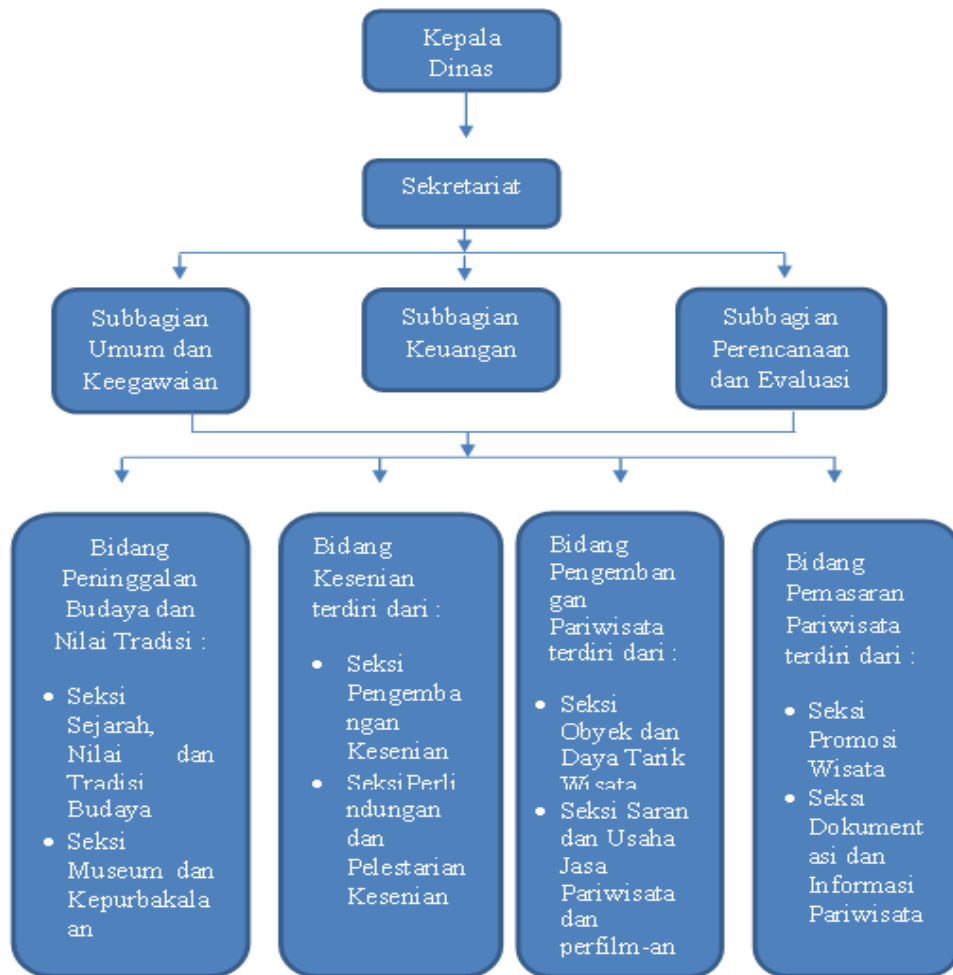 Kepala
Dinas
Sekretariat
Subbagian
Umum dan
Keegawaian
Subbagian
Keuangan
Subbagian
Perencanaan
dan Evaluasi
Bidang
Peninggalan
Budaya dan
Nilai Tradisi :
• Seksi
Sejarah,
Nilai dan
Tradisi
Budaya
• Seksi
Museum dan
Kepurbakala
an
Bidang
Kesenian
terdiri dari :
• Seksi
Pengemba
ngan
Kesenian
• Seksi Perli
ndungan
dan
Pelestarian
Kesenian
Bidang
Pengemban
gan
Pariwisata
terdiri dari :
• Seksi
Obyek dan
Daya Tarik
Wisata
• Seksi Saran
dan Usaha
Jasa
Pariwisata
dan
perfilm-an
Bidang
Pemasaran
Pariwisata
terdiri dari :
• Seksi
Promosi
Wisata
• Seksi
Dokument
asi dan
Informasi
Pariwisata